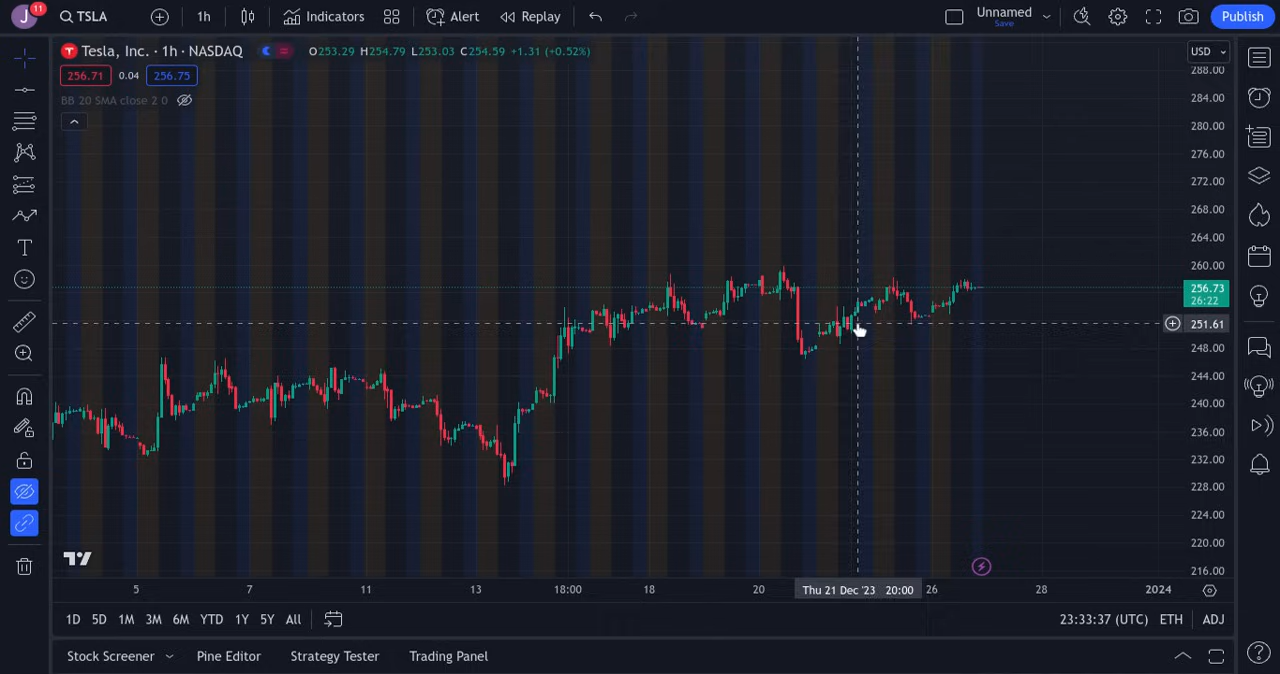 J 11 TSLA 1h Indicators Alert Replay Unnamed Save Publish
Tesla, Inc. · 1h · NASDAQ O253.29 H254.79 L253.03 C254.59 +1.31 (+0.52%) USD
256.71 0.04 256.75
BB 20 SMA close 2 0
288.00
284.00
280.00
276.00
272.00
268.00
264.00
260.00
256.73
26:22
251.61
248.00
244.00
240.00
236.00
232.00
228.00
224.00
220.00
216.00
5 7 11 13 18:00 18 20 Thu 21 Dec '23 20:00 26 28 2024
1D 5D 1M 3M 6M YTD 1Y 5Y All 23:33:37 (UTC) ETH ADJ
Stock Screener Pine Editor Strategy Tester Trading Panel